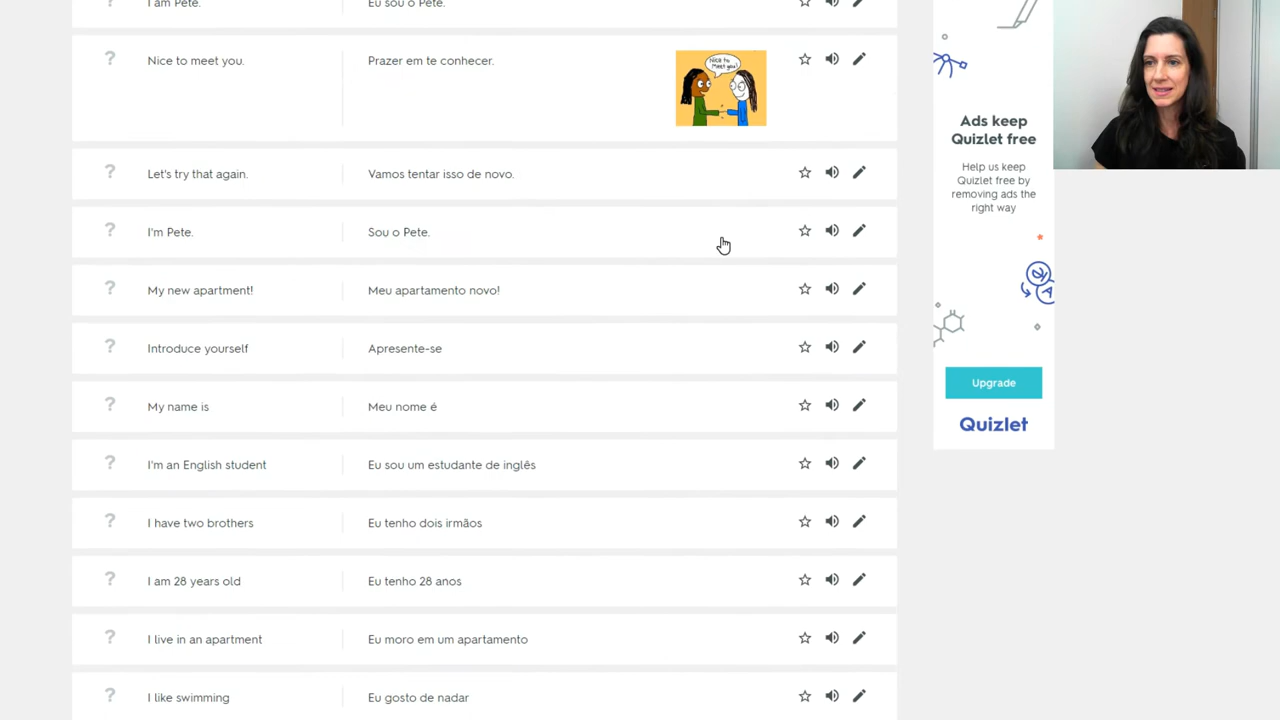 I am Pete. Eu sou o Pete.
? Nice to meet you. Prazer em te conhecer.
Nice to
Meet you!
? Let's try that again. Vamos tentar isso de novo.
? I'm Pete. Sou o Pete.
? My new apartment! Meu apartamento novo!
? Introduce yourself Apresente-se
? My name is Meu nome é
? I'm an English student Eu sou um estudante de inglês
? I have two brothers Eu tenho dois irmãos
? I am 28 years old Eu tenho 28 anos
? I live in an apartment Eu moro em um apartamento
? I like swimming Eu gosto de nadar
Ads keep
Quizlet free
Help us keep
Quizlet free by
removing ads the
right way
Upgrade
Quizlet